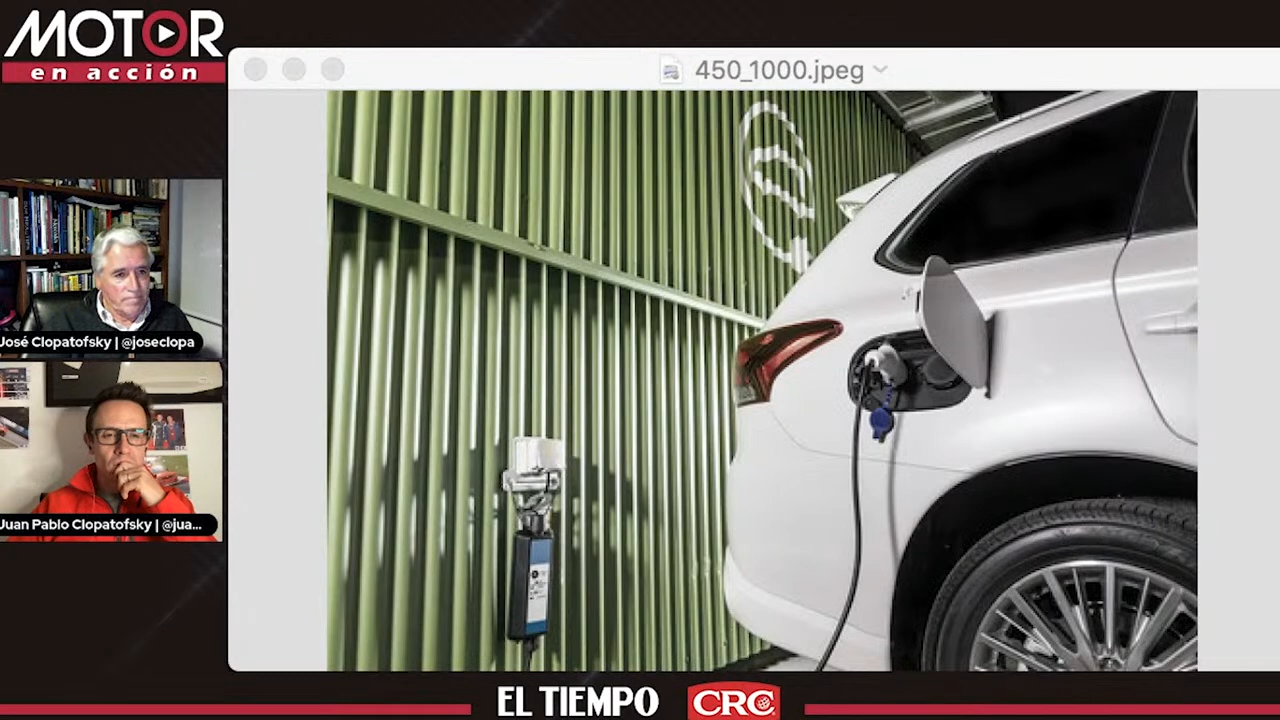 MOTOR
en acción
450_1000.jpeg
José Clopatofsky | @joseclopa
Juan Pablo Clopatofsky | @jua...
EL TIEMPO
CRC